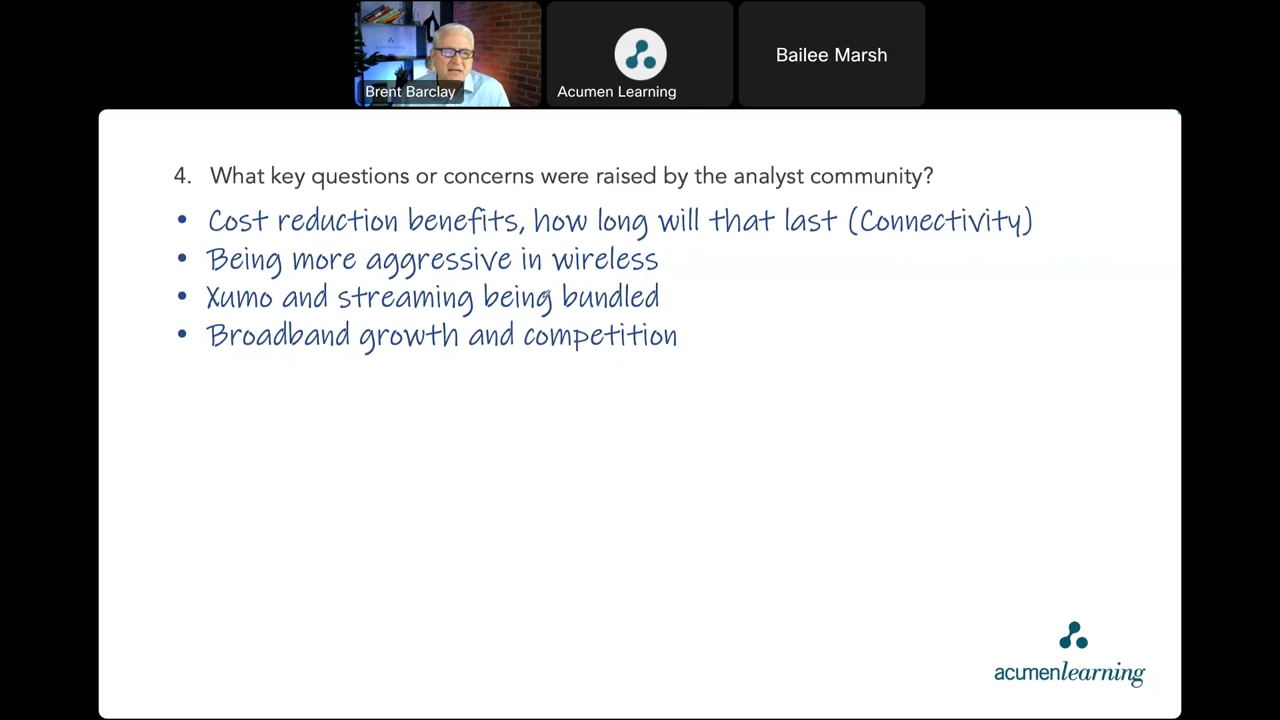 Brent Barclay
Acumen Learning
Bailee Marsh
4. What key questions or concerns were raised by the analyst community?
• Cost reduction benefits, how long will that last (Connectivity)
• Being more aggressive in wireless
• Xumo and streaming being bundled
• Broadband growth and competition
acumenlearning